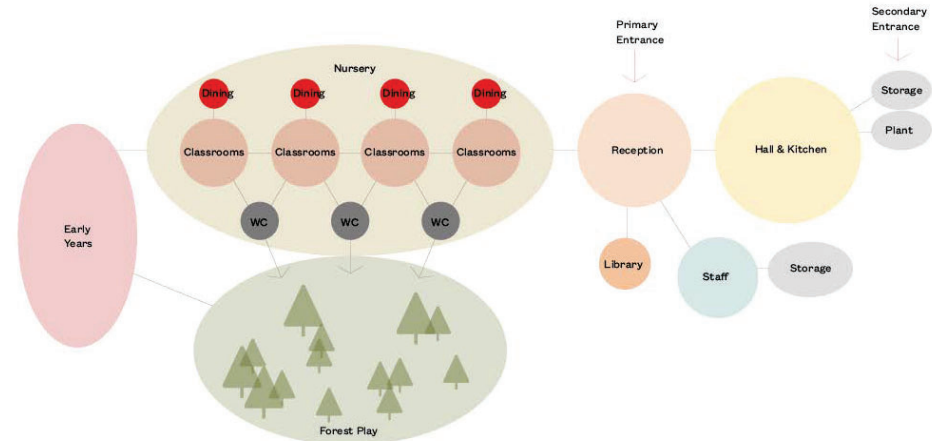 Primary
Entrance
Secondary
Entrance
Nursery
Dining
Dining
Dining
Dining
Storage
Plant
Classrooms
Classrooms
Classrooms
Classrooms
Reception
Hall & Kitchen
WC
WC
WC
Early
Years
Library
Staff
Storage
Forest Play